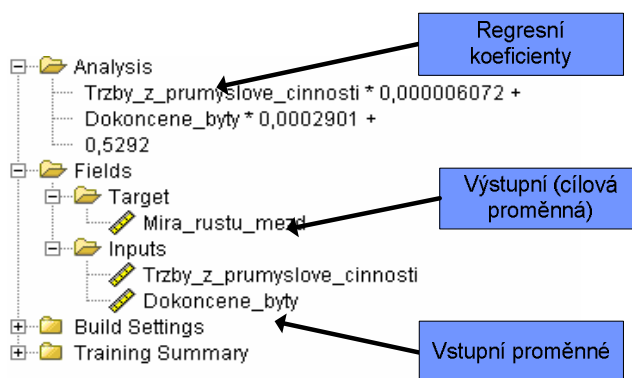 Regresní
koeficienty
Analysis
Trzby_z_prumyslove_cinnosti * 0,000006072 +
Dokoncene_byty * 0,0002901 +
0,5292
Fields
Target
Mira_rustu_mezd
Výstupní (cílová
proměnná)
Inputs
Trzby_z_prumyslove_cinnosti
Dokoncene_byty
Build Settings
Training Summary
Vstupní proměnné